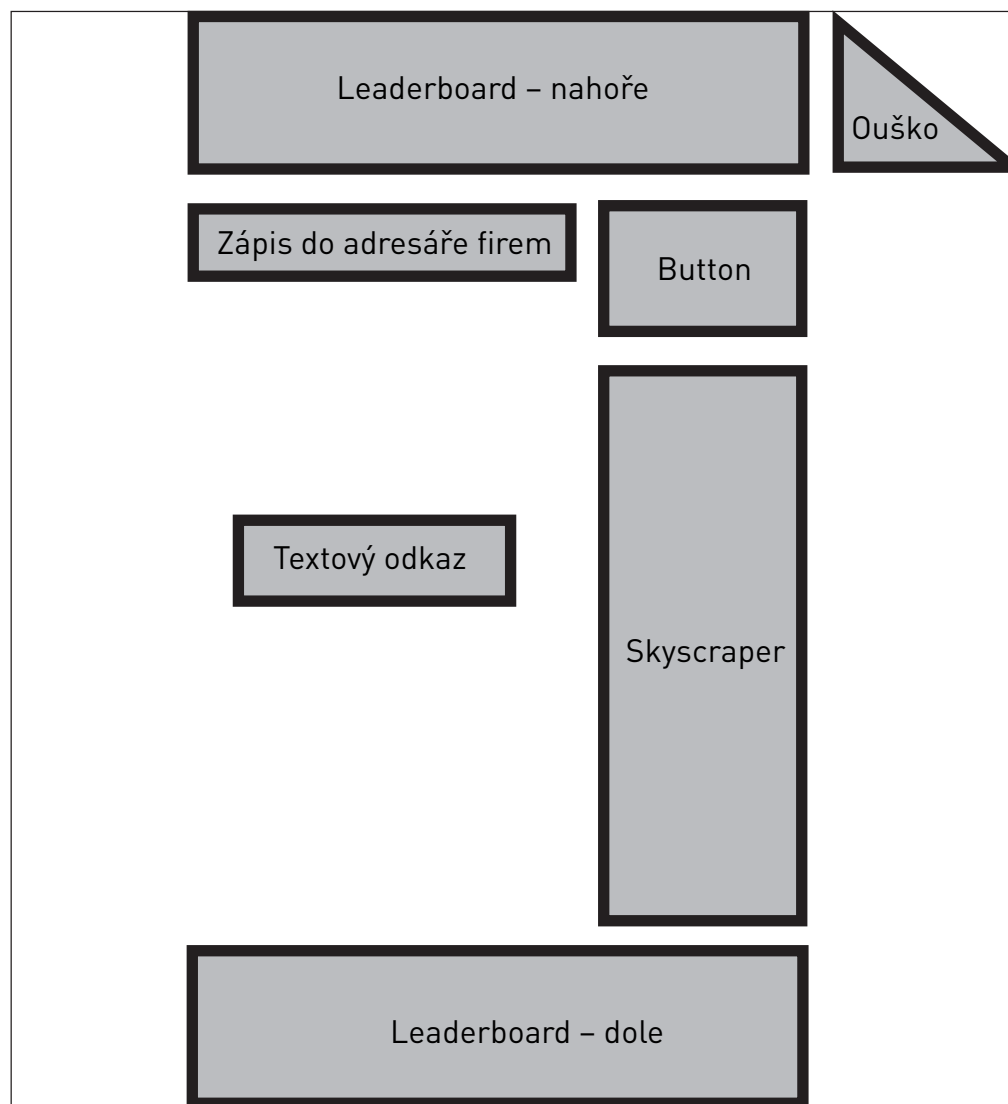 Leaderboard – nahoře
Ouško
Zápis do adresáře firem
Button
Textový odkaz
Skyscraper
Leaderboard – dole